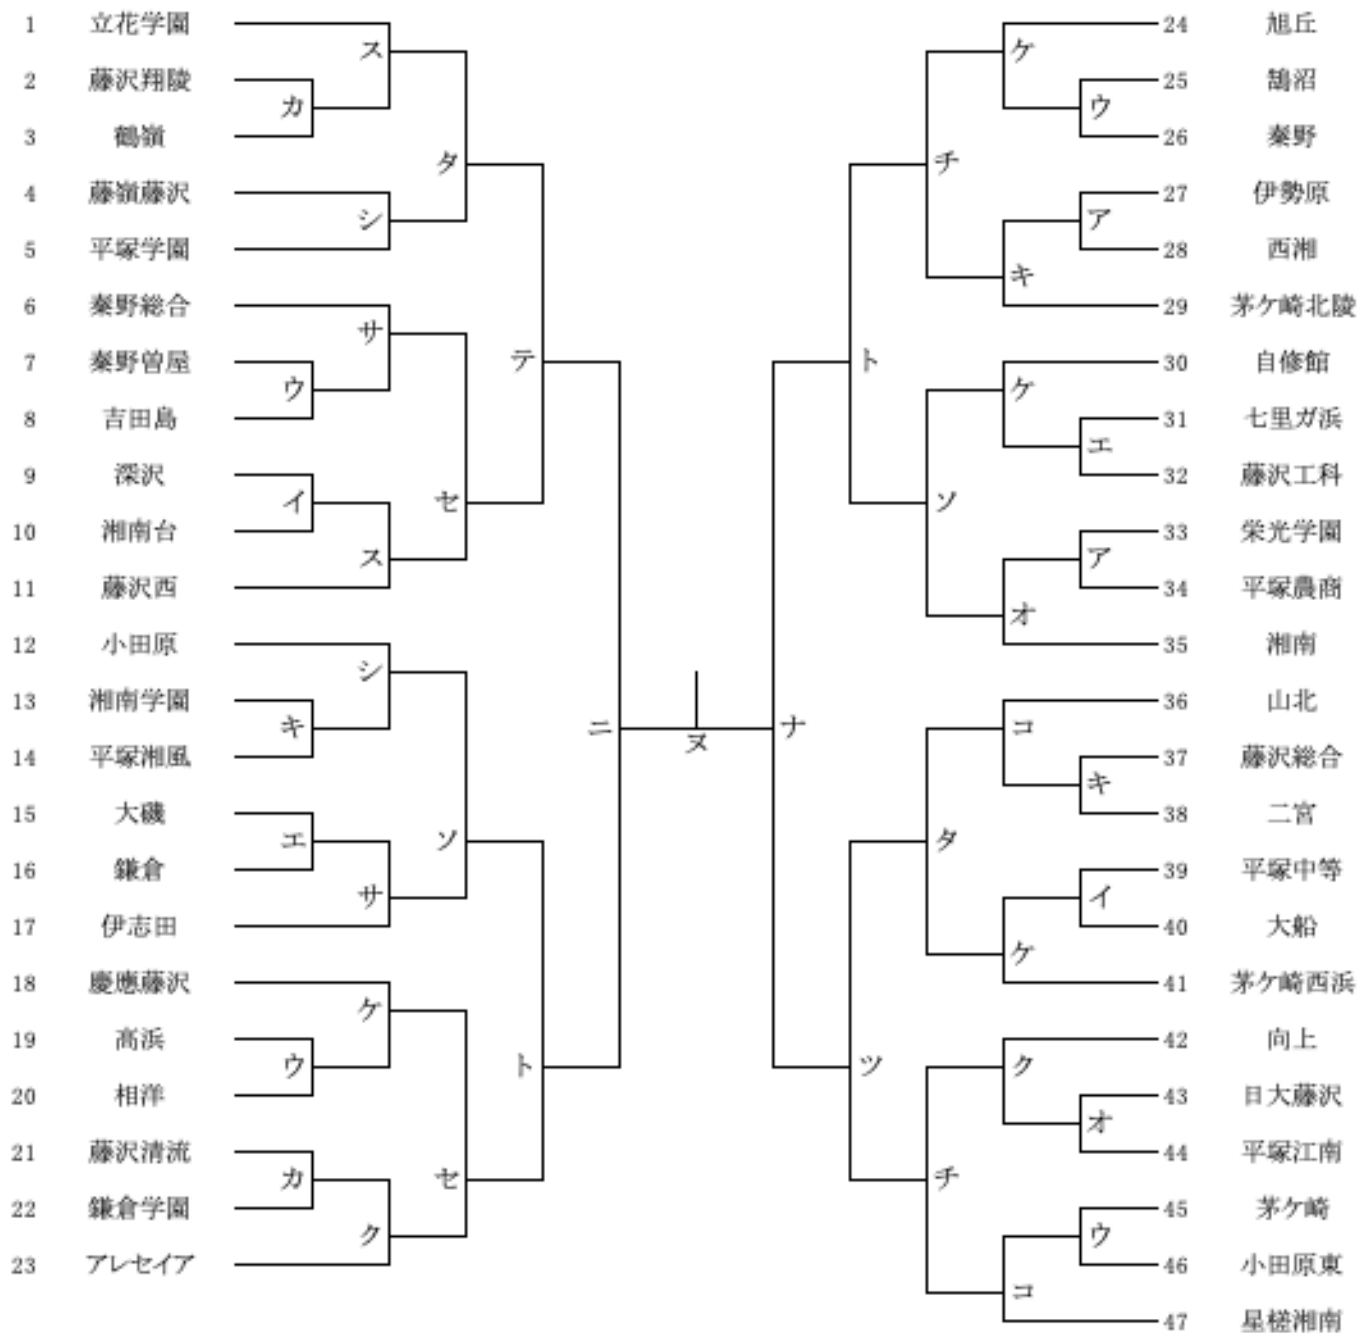 1 立花学園
ス
2 藤沢翔陵
カ
3 鶴嶺
タ
4 藤嶺藤沢
シ
5 平塚学園
6 秦野総合
サ
7 秦野曽屋
テ
ウ
8 吉田島
9 深沢
イ
セ
10 湘南台
ス
11 藤沢西
12 小田原
シ
13 湘南学園
キ
14 平塚湘風
ニ
15 大磯
エ
ソ
16 鎌倉
サ
17 伊志田
18 慶應藤沢
ケ
19 高浜
ウ
ト
20 相洋
21 藤沢清流
カ
セ
22 鎌倉学園
ク
23 アレセイア
ヌ
24 旭丘
ケ
25 鵠沼
ウ
26 秦野
チ
27 伊勢原
ア
28 西湘
キ
29 茅ケ崎北陵
ト
30 自修館
ケ
31 七里ガ浜
エ
32 藤沢工科
ソ
33 栄光学園
ア
34 平塚農商
オ
35 湘南
ナ
36 山北
コ
37 藤沢総合
キ
38 二宮
タ
39 平塚中等
イ
40 大船
ケ
41 茅ケ崎西浜
ツ
42 向上
ク
43 日大藤沢
オ
44 平塚江南
チ
45 茅ケ崎
ウ
46 小田原東
コ
47 星槎湘南